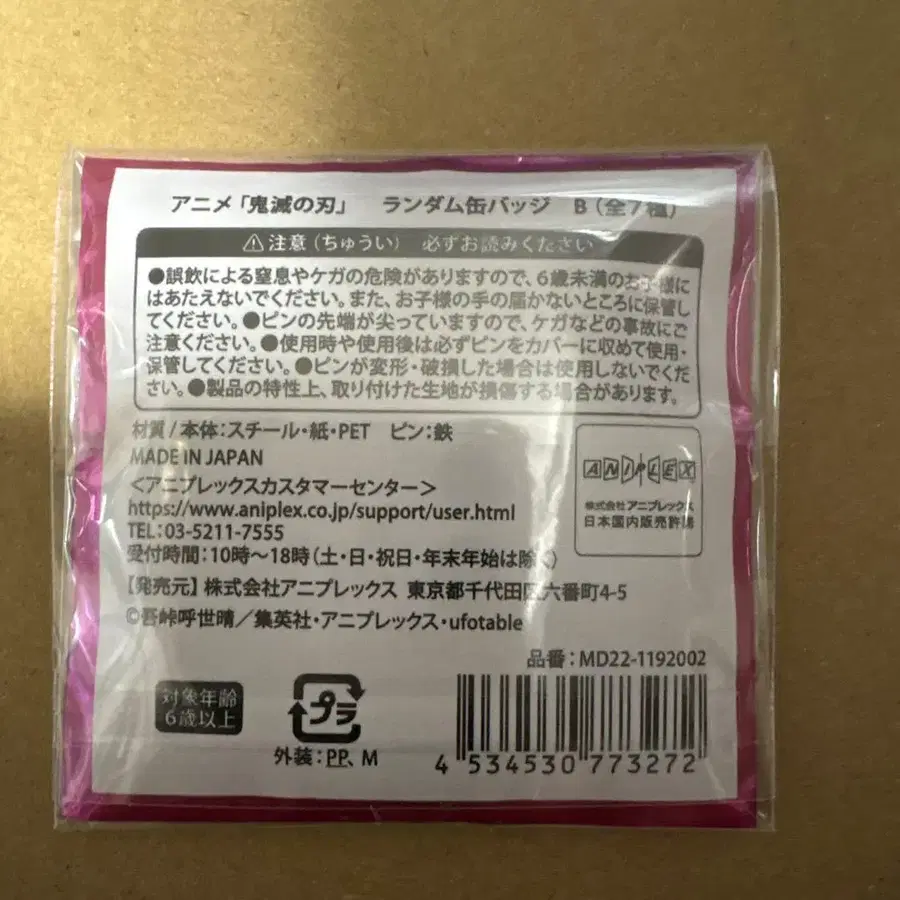 アニメ「鬼滅の刃」 ランダム缶バッジ B（全7種）
⚠注意（ちゅうい） 必ずお読みください
●誤飲による窒息やケガの危険がありますので、6歳未満のお子様に
はあたえないでください。また、お子様の手の届かないところに保管し
てください。●ピンの先端が尖っていますので、ケガなどの事故にご
注意ください。●使用時や使用後は必ずピンをカバーに収めて使用・
保管してください。●ピンが変形・破損した場合は使用しないでくだ
さい。●製品の特性上、取り付けた生地が損傷する場合があります。
材質/本体：スチール・紙・PET ピン：鉄
MADE IN JAPAN
＜アニプレックスカスタマーセンター＞
https://www.aniplex.co.jp/support/user.html
TEL：03-5211-7555
受付時間：10時～18時（土・日・祝日・年末年始は除く）
ANIPLEX
株式会社アニプレックス
日本国内販売許諾
【発売元】株式会社アニプレックス 東京都千代田区六番町4-5
©吾峠呼世晴／集英社・アニプレックス・ufotable
品番：MD22-1192002
対象年齢
6歳以上
プラ
外装：PP、M
4 534530 773272